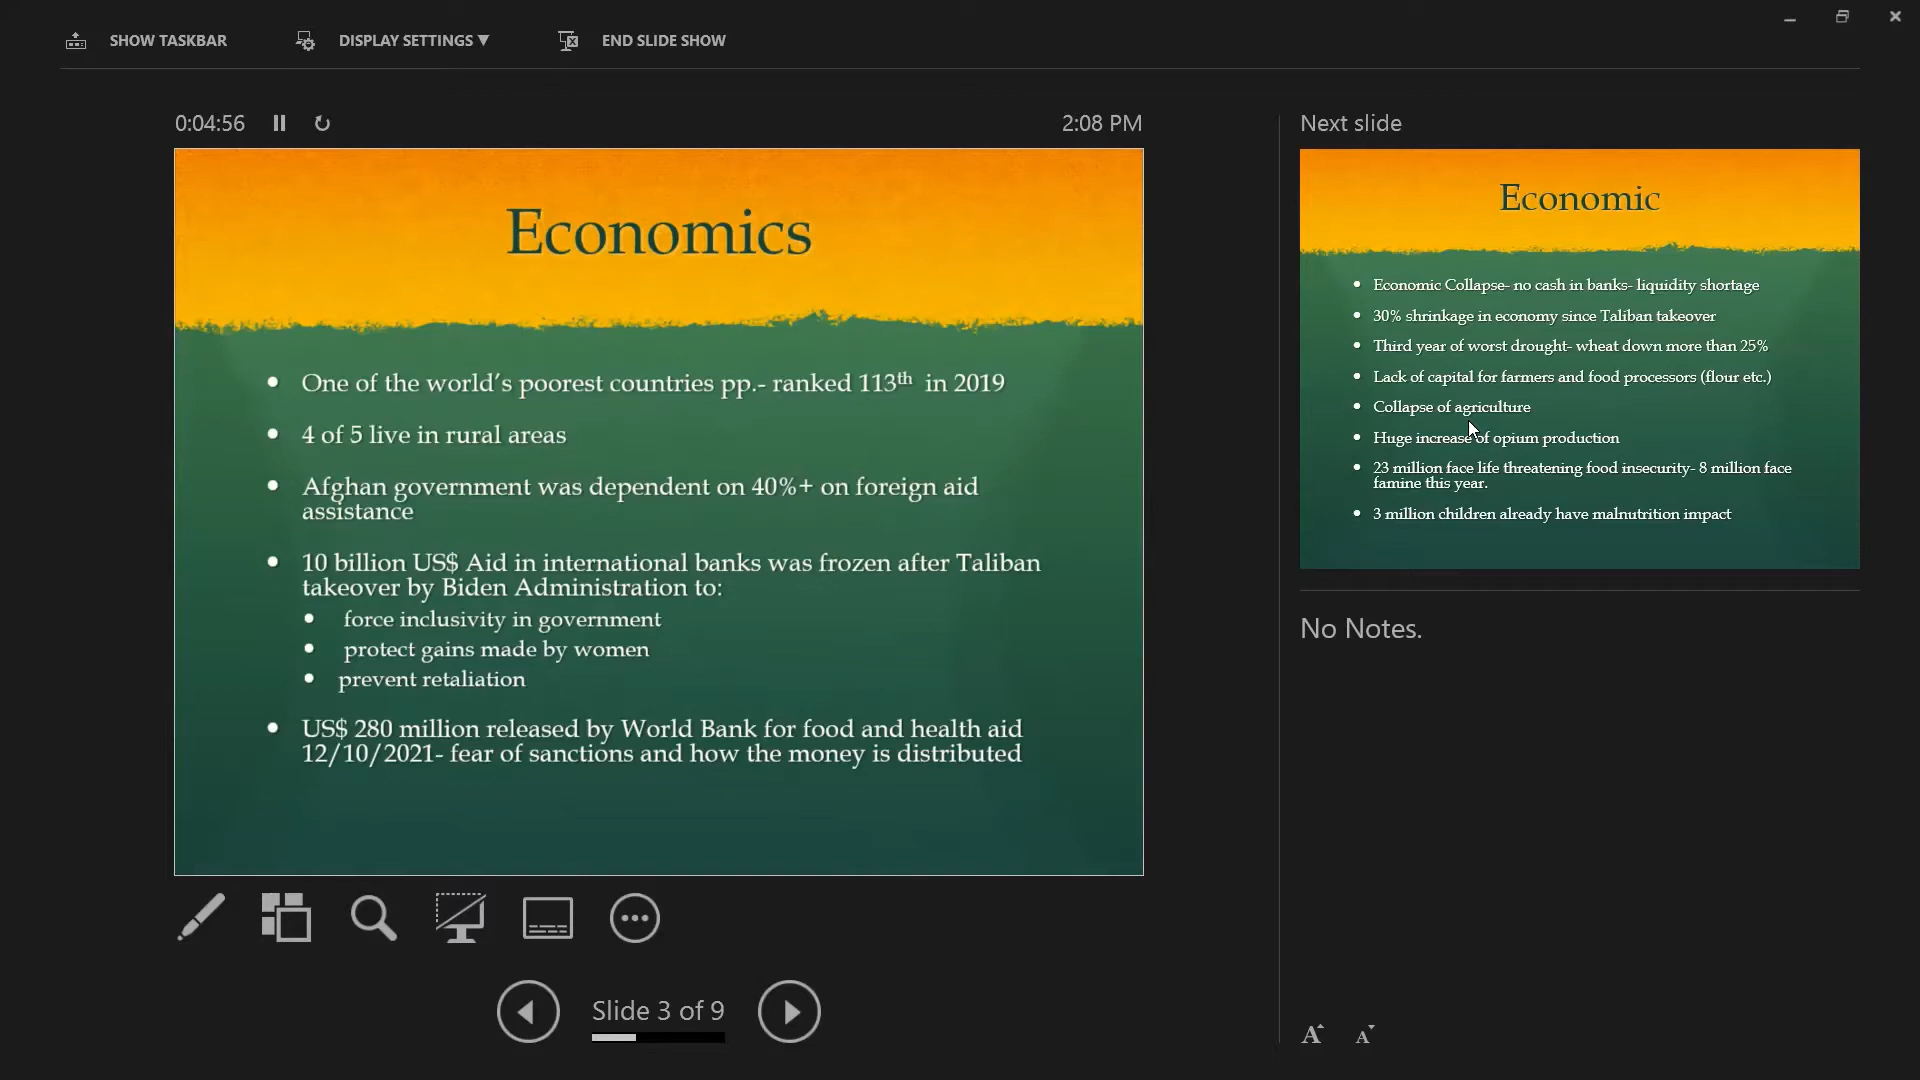 SHOW TASKBAR
DISPLAY SETTINGS ▼
END SLIDE SHOW
0:04:56
2:08 PM
Economics
• One of the world's poorest countries pp.- ranked 113th in 2019
• 4 of 5 live in rural areas
• Afghan government was dependent on 40%+ on foreign aid
assistance
• 10 billion US$ Aid in international banks was frozen after Taliban
takeover by Biden Administration to:
• force inclusivity in government
• protect gains made by women
• prevent retaliation
• US$ 280 million released by World Bank for food and health aid
12/10/2021- fear of sanctions and how the money is distributed
Slide 3 of 9
Next slide
Economic
• Economic Collapse- no cash in banks- liquidity shortage
• 30% shrinkage in economy since Taliban takeover
• Third year of worst drought- wheat down more than 25%
• Lack of capital for farmers and food processors (flour etc.)
• Collapse of agriculture
• Huge increase of opium production
• 23 million face life threatening food insecurity- 8 million face
famine this year.
• 3 million children already have malnutrition impact
No Notes.
A A